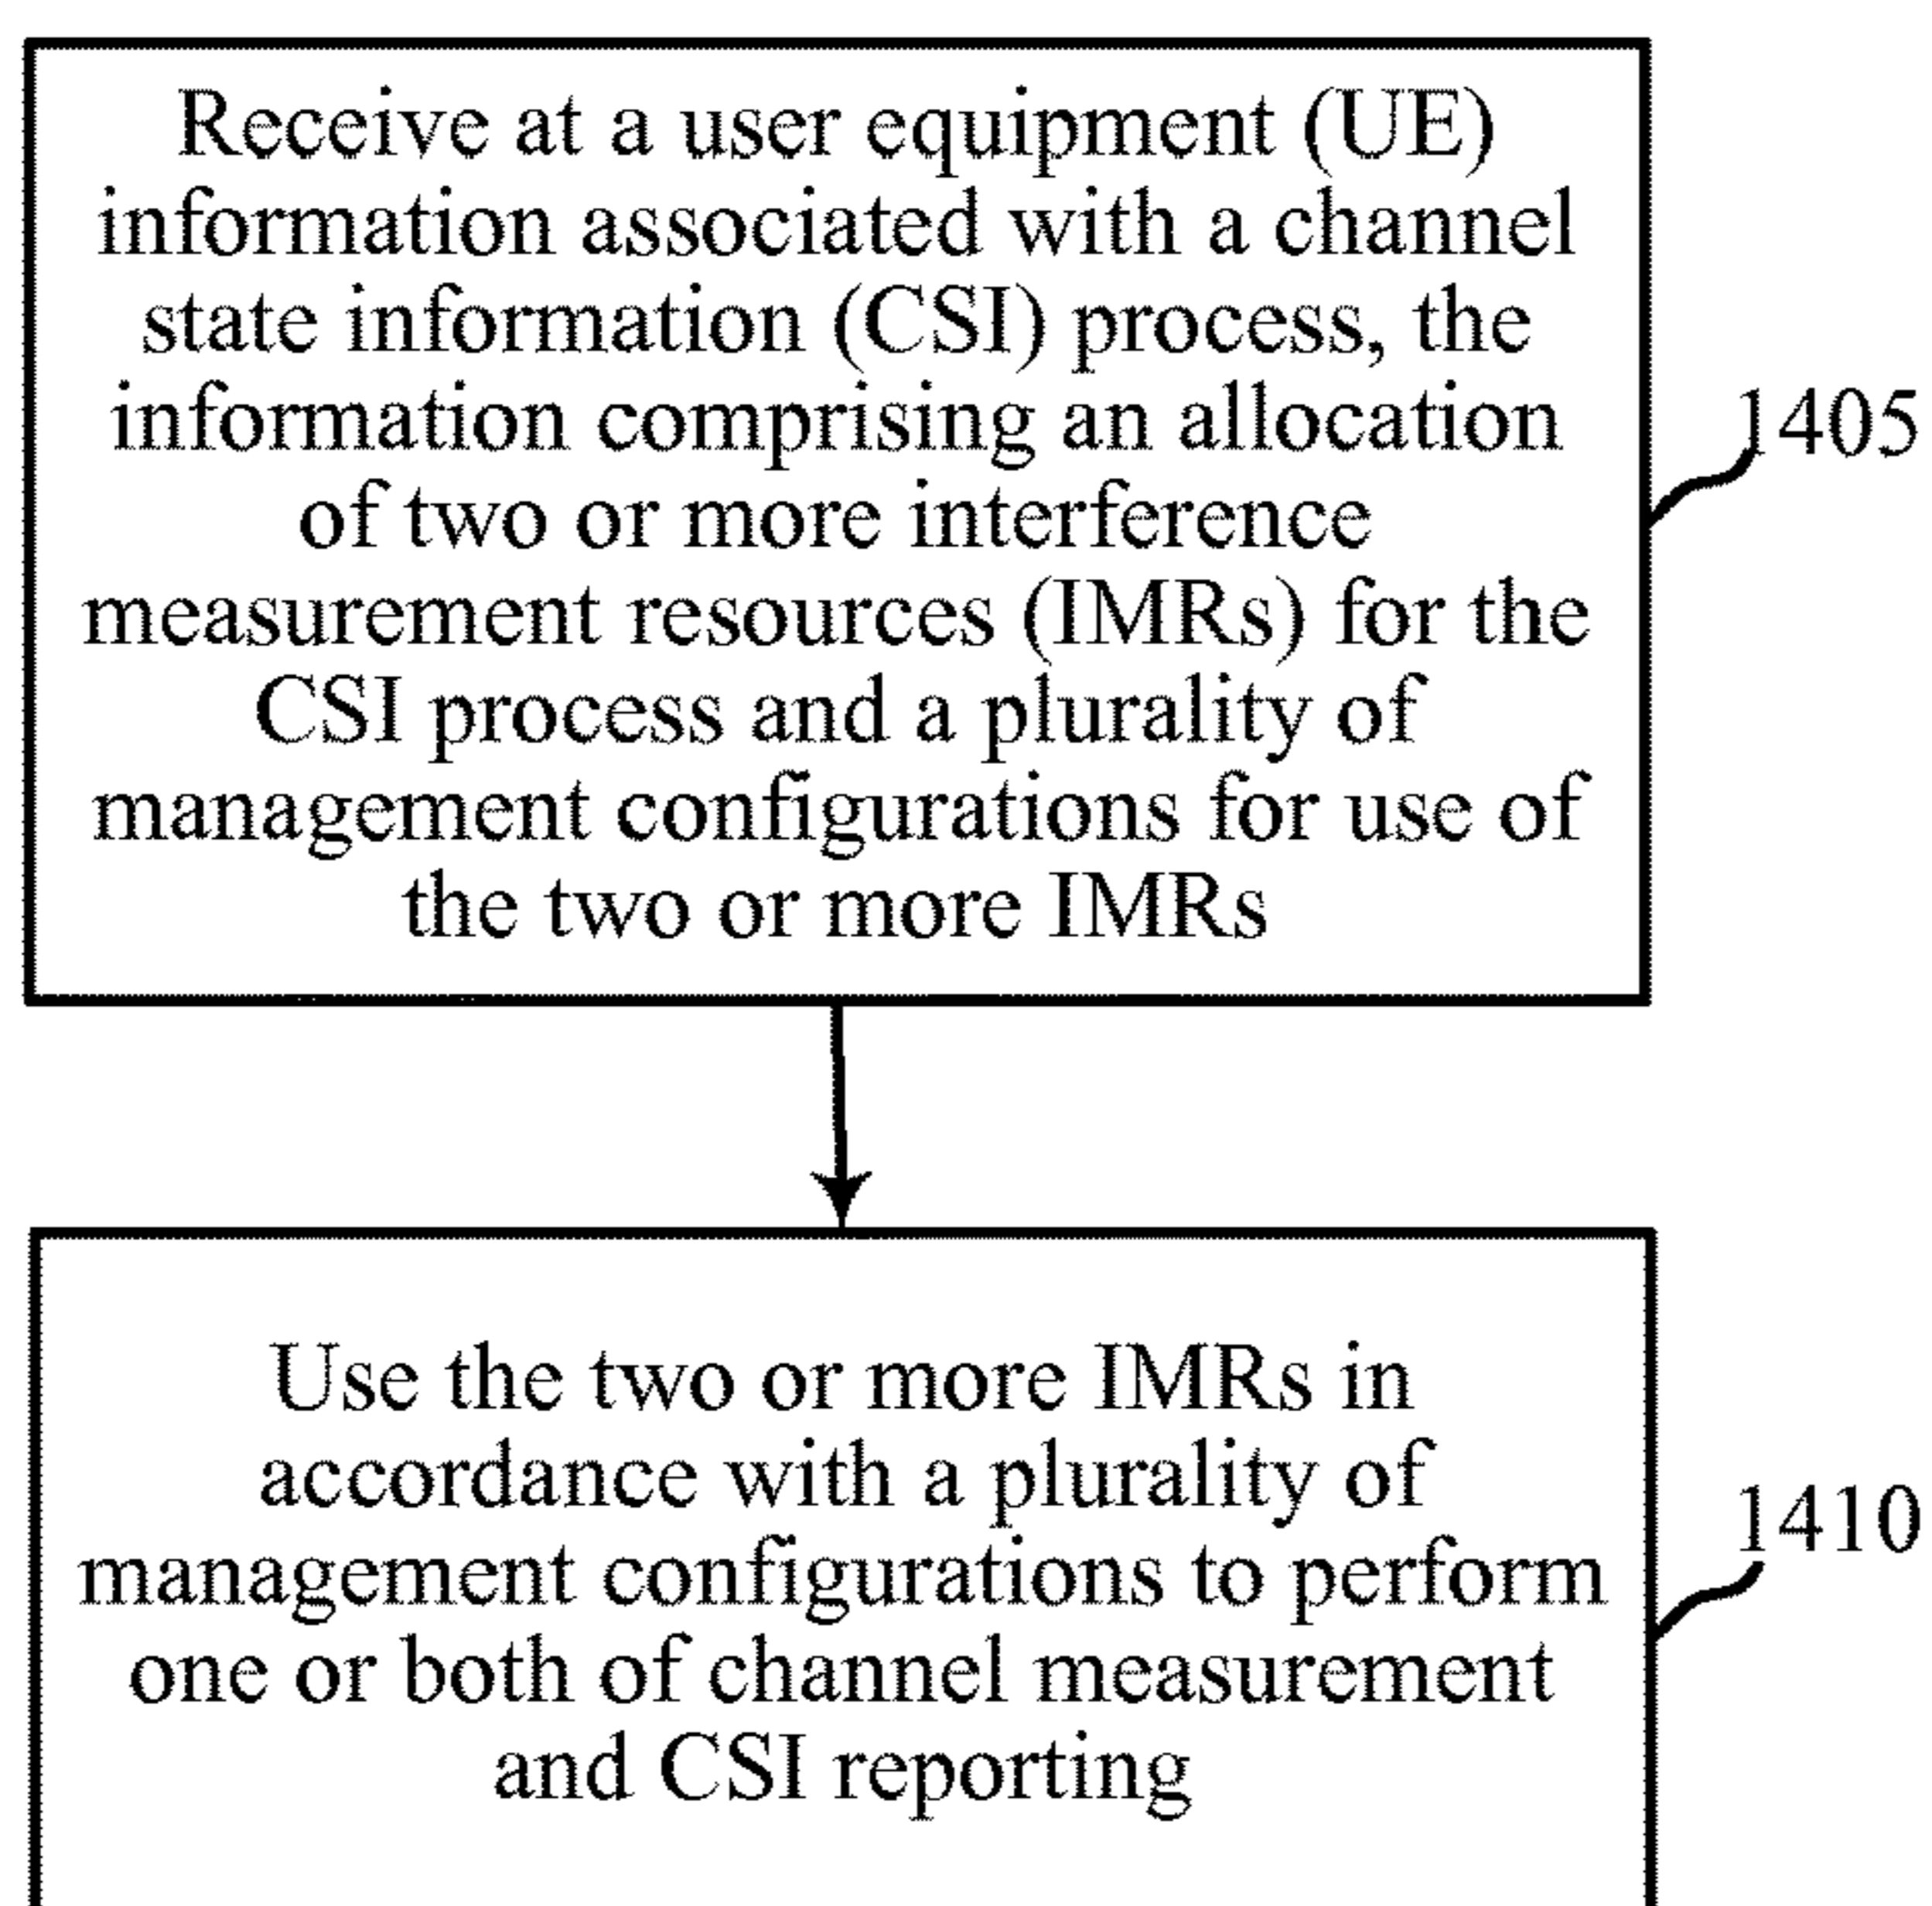 Receive at a user equipment (UE)
information associated with a channel
state information (CSI) process, the
information comprising an allocation
of two or more interference
measurement resources (IMRs) for the
CSI process and a plurality of
management configurations for use of
the two or more IMRs
1405
Use the two or more IMRs in
accordance with a plurality of
management configurations to perform
one or both of channel measurement
and CSI reporting
1410